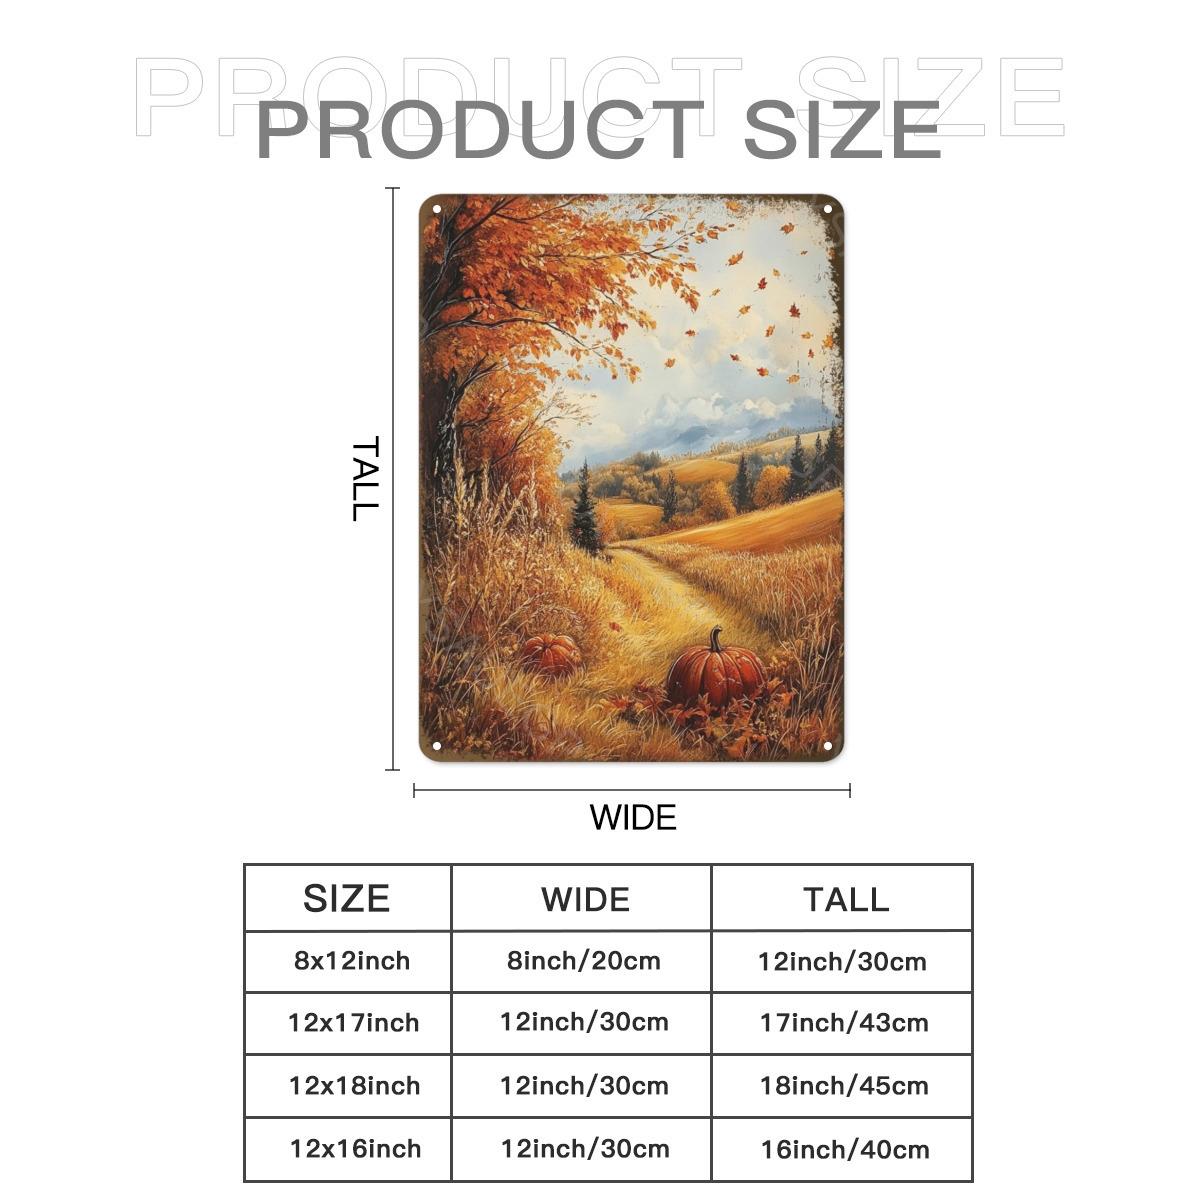 PRODUCT SIZE
PRODUCT SIZE
TALL
WIDE
SIZE WIDE TALL
8x12inch 8inch/20cm 12inch/30cm
12x17inch 12inch/30cm 17inch/43cm
12x18inch 12inch/30cm 18inch/45cm
12x16inch 12inch/30cm 16inch/40cm